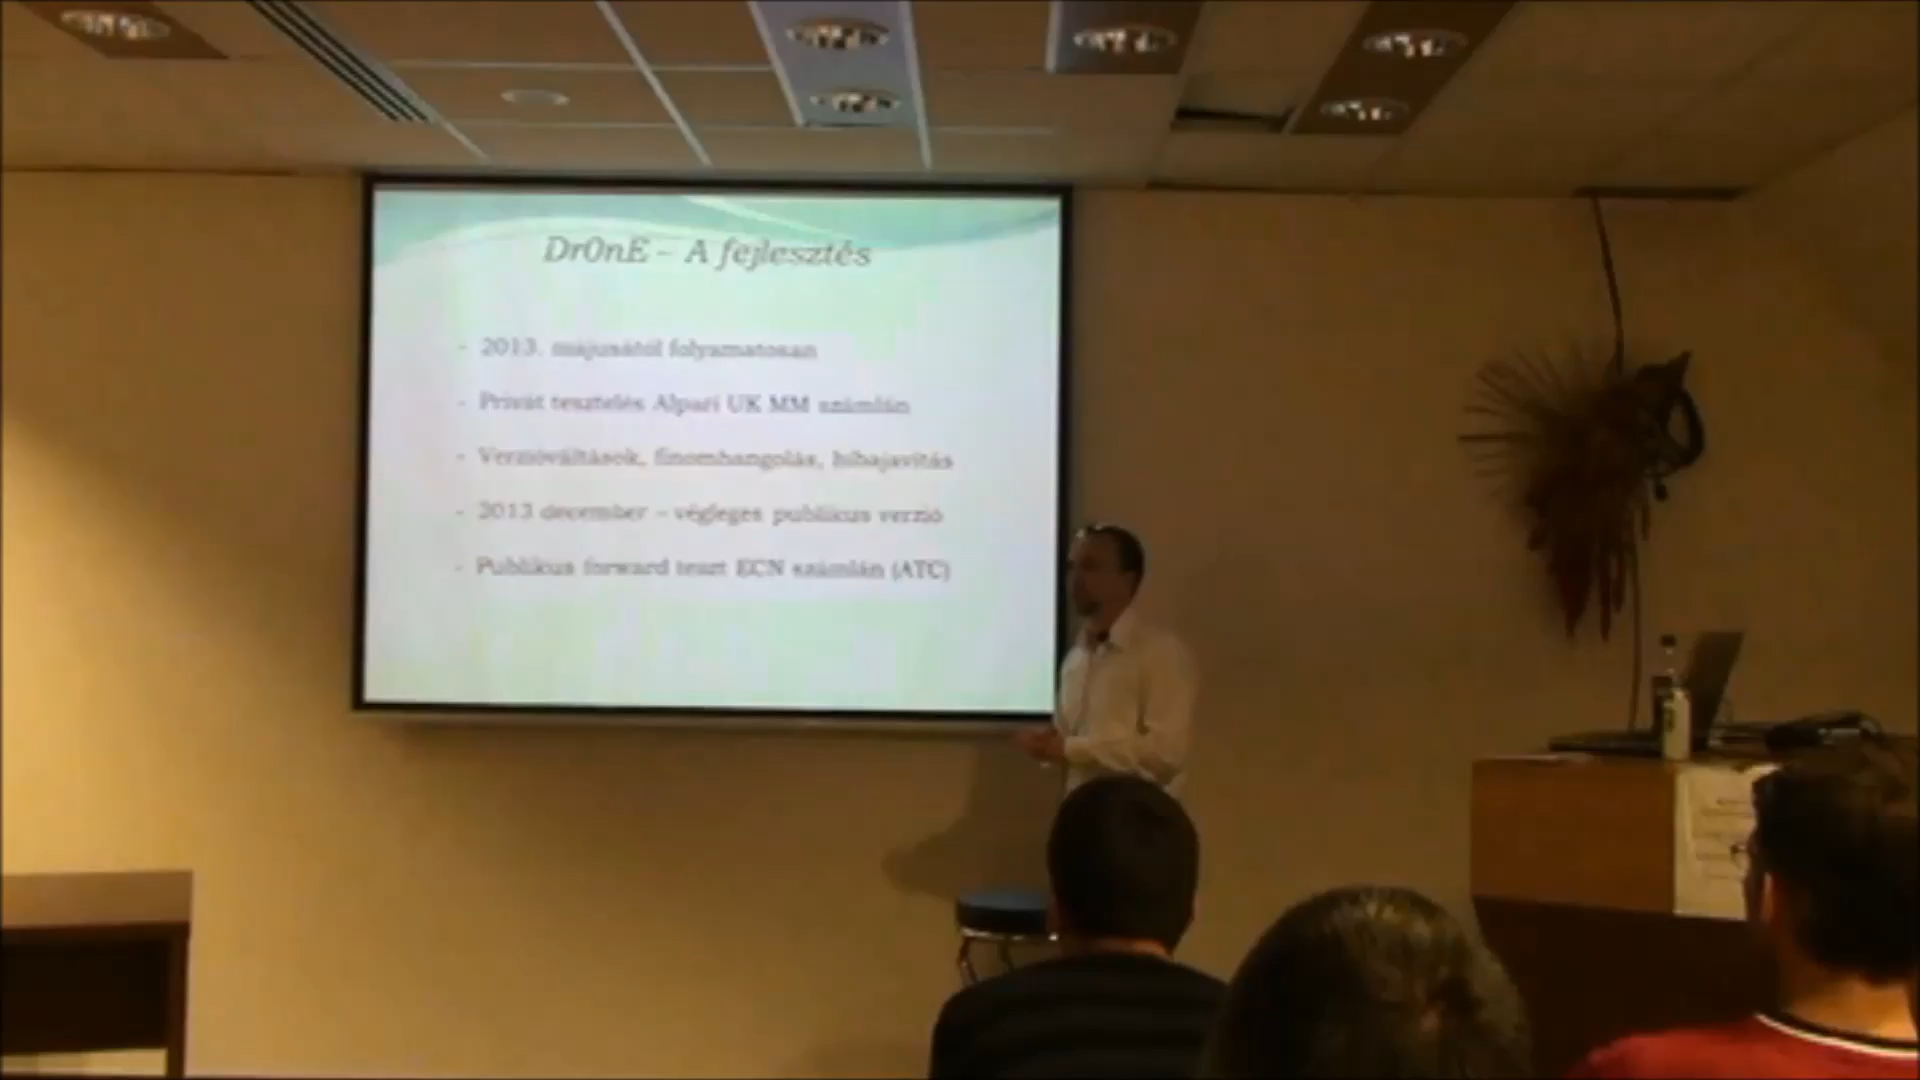 DrOnE – A fejlesztés
- 2013. májusától folyamatosan
- Privát tesztelés Alpari UK MM számlán
- Verzióváltások, finomhangolás, hibajavítás
- 2013 december – végleges publikus verzió
- Publikus forward teszt ECN számlán (ATC)